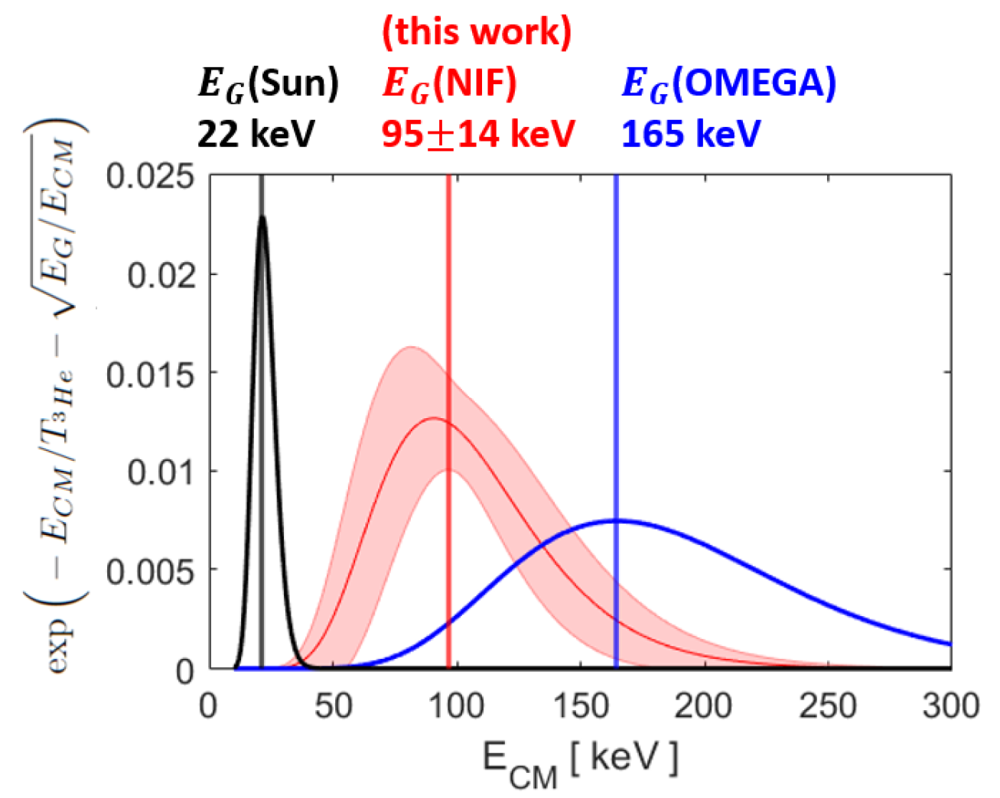 (this work)
E_G(Sun) E_G(NIF) E_G(OMEGA)
22 keV 95±14 keV 165 keV
exp ( − E_CM/T_³He − √E_G/E_CM )
0.025
0.02
0.015
0.01
0.005
0
0 50 100 150 200 250 300
E_CM [ keV ]